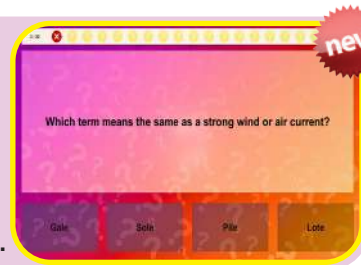 new
Which term means the same as a strong wind or air current?
Gale
Sole
Pile
Lote
.